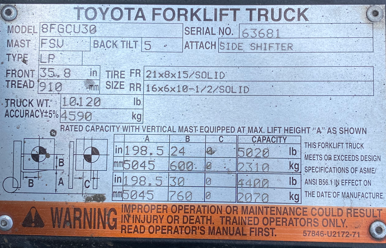 TOYOTA FORKLIFT TRUCK
MODEL 8FGCU30 SERIAL NO. 63681
MAST FSV BACK TILT 5 ATTACH SIDE SHIFTER
TYPE LP
FRONT 35.8 in TIRE FR 21x8x15/SOLID
TREAD 910 mm SIZE RR 16x6x10-1/2/SOLID
TRUCK WT. 10120 lb
ACCURACY±5% 4590 kg
RATED CAPACITY WITH VERTICAL MAST EQUIPPED AT MAX. LIFT HEIGHT "A" AS SHOWN
A B C
in 198.5 24 0 5020 lb THIS FORKLIFT TRUCK
mm 5045 600 0 2310 kg MEETS OR EXCEEDS DESIGN
SPECIFICATIONS OF ASME/
in 198.5 30 0 4400 lb ANSI B56.1 IN EFFECT ON
mm 5045 760 0 2070 kg THE DATE OF MANUFACTURE.
A
B
B C
WARNING IMPROPER OPERATION OR MAINTENANCE COULD RESULT
IN INJURY OR DEATH. TRAINED OPERATORS ONLY.
READ OPERATOR'S MANUAL FIRST. 57646-U2172-71